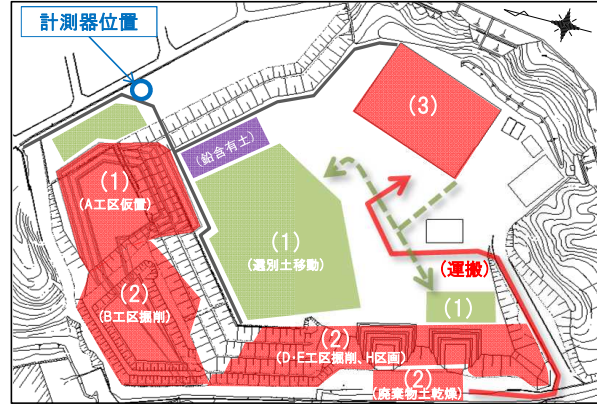 計測器位置
(3)
(鉛含有土)
(1)
(A工区仮置)
(1)
(選別土移動)
(運搬)
(2)
(B工区掘削)
(1)
(2)
(D・E工区掘削、H区画)
(2)
(廃棄物土乾燥)